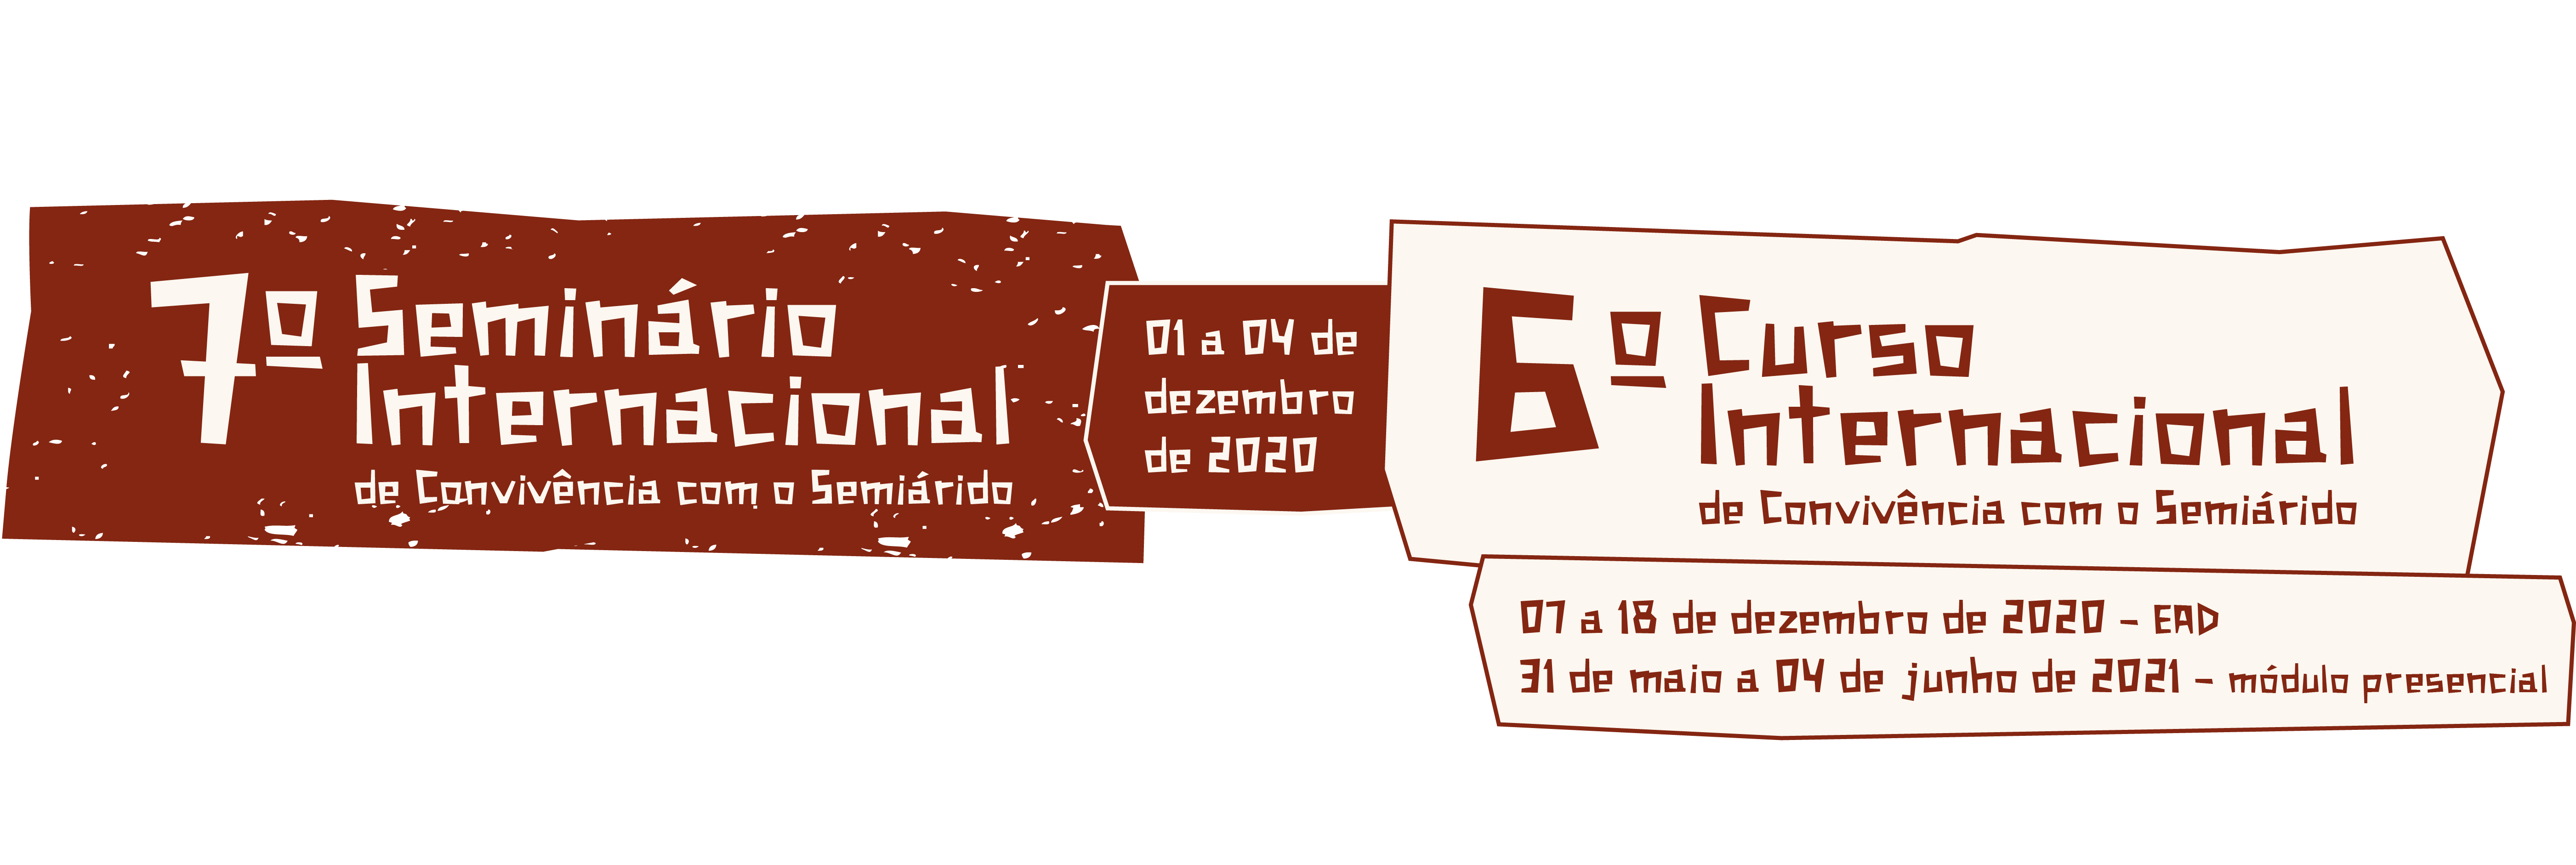 7º Seminário
Internacional
de Convivência com o Semiárido
01 a 04 de
dezembro
de 2020
6º Curso
Internacional
de Convivência com o Semiárido
07 a 18 de dezembro de 2020 - EAD
31 de maio a 04 de junho de 2021 - módulo presencial